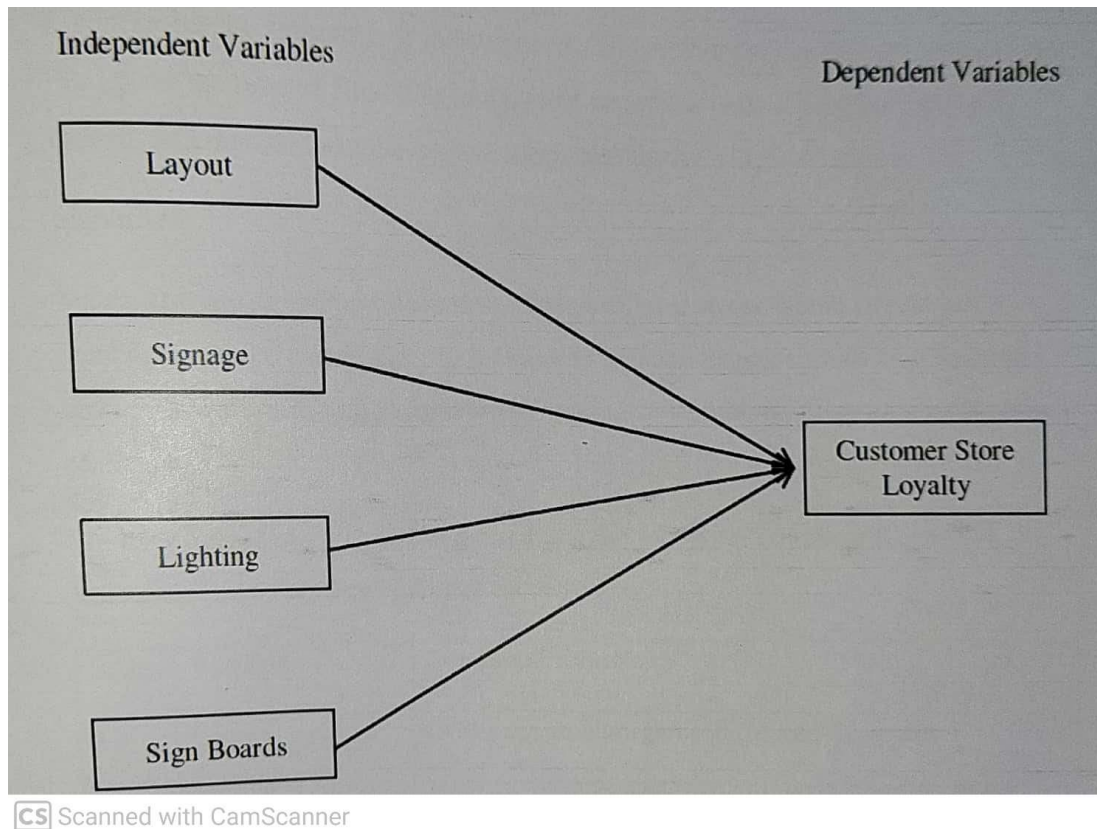 Independent Variables
Dependent Variables
Layout
Signage
Customer Store
Loyalty
Lighting
Sign Boards
CS Scanned with CamScanner